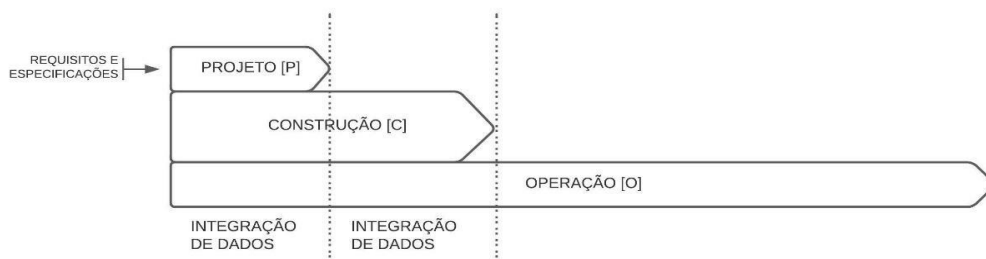 REQUISITOS E
ESPECIFICAÇÕES
PROJETO [P]
CONSTRUÇÃO [C]
OPERAÇÃO [O]
INTEGRAÇÃO
DE DADOS
INTEGRAÇÃO
DE DADOS